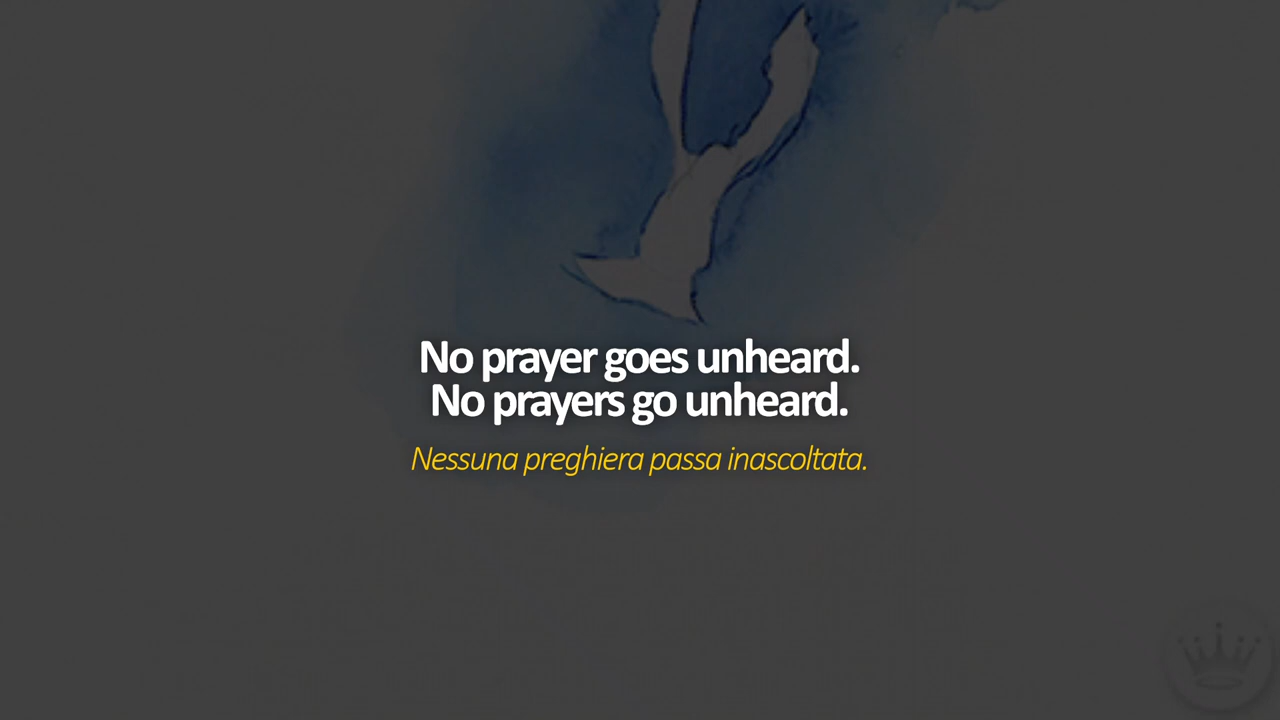 No prayer goes unheard.
No prayers go unheard.
Nessuna preghiera passa inascoltata.